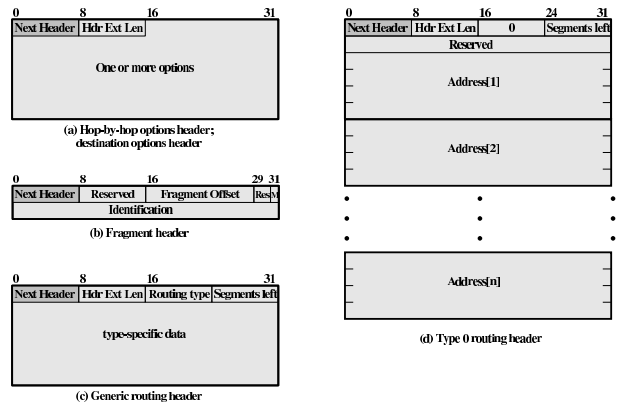 0 8 16 31
Next Header Hdr Ext Len
One or more options
(a) Hop-by-hop options header;
destination options header
0 8 16 29 31
Next Header Reserved Fragment Offset Res M
Identification
(b) Fragment header
0 8 16 31
Next Header Hdr Ext Len Routing type Segments left
type-specific data
(c) Generic routing header
0 8 16 24 31
Next Header Hdr Ext Len 0 Segments left
Reserved
Address[1]
Address[2]
Address[n]
(d) Type 0 routing header